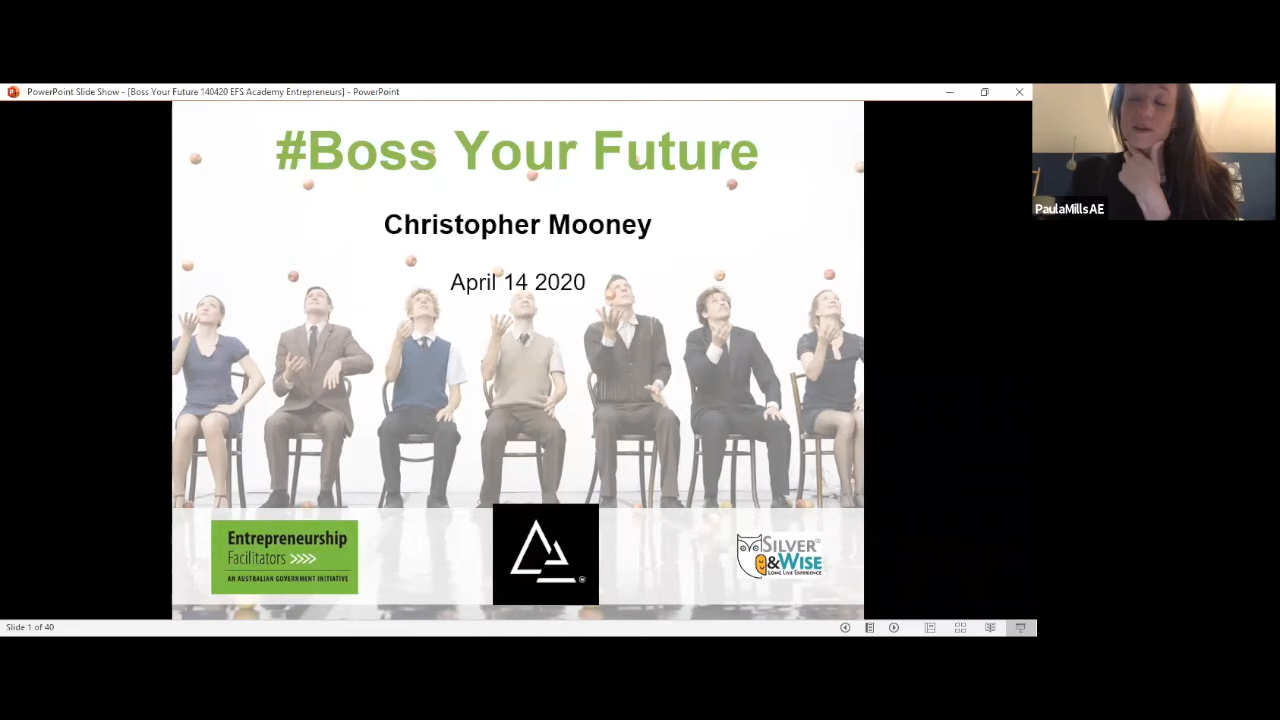 PowerPoint Slide Show - [Boss Your Future 140420 EFS Academy Entrepreneurs] - PowerPoint
#Boss Your Future
Christopher Mooney
April 14 2020
PaulaMillsAE
Entrepreneurship
Facilitators
AN AUSTRALIAN GOVERNMENT INITIATIVE
®
SILVER®
&WISE
LONG LIVE EXPERIENCE
Slide 1 of 40